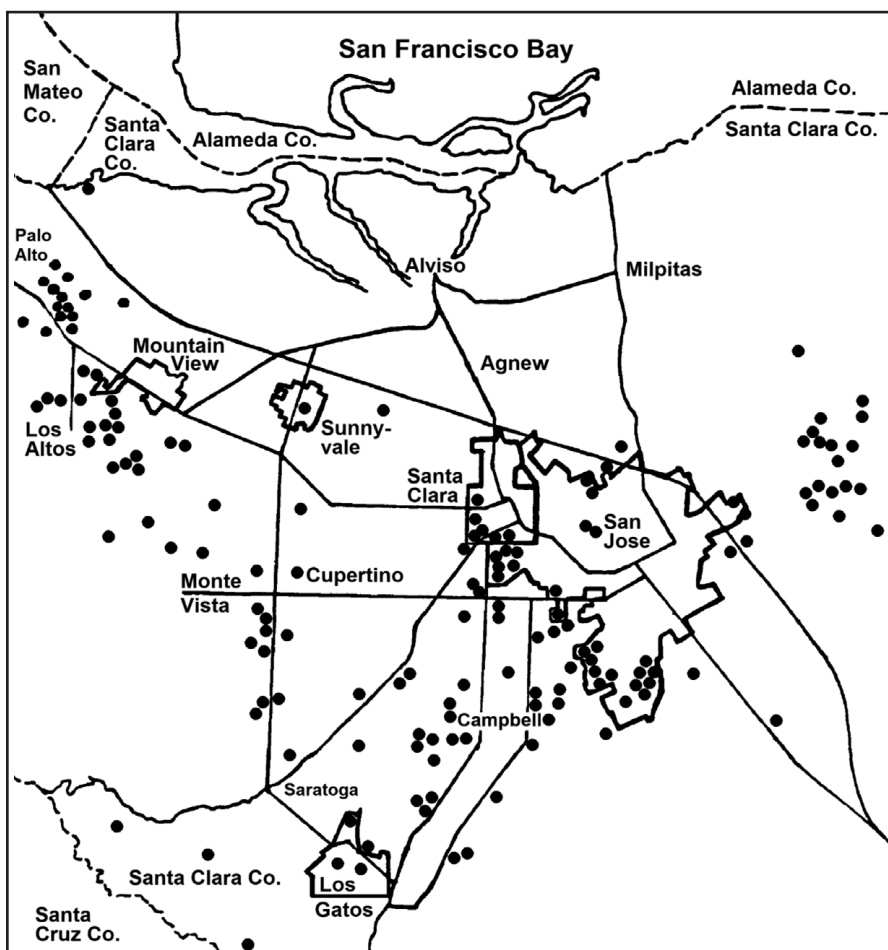 San Francisco Bay
San
Mateo
Co.
Santa
Clara
Co.
Alameda Co.
Alameda Co.
Santa Clara Co.
Palo
Alto
Alviso
Milpitas
Mountain
View
Agnew
Los
Altos
Sunny-
vale
Santa
Clara
San
Jose
Monte
Vista
Cupertino
Campbell
Saratoga
Santa Clara Co.
Los
Gatos
Santa
Cruz Co.